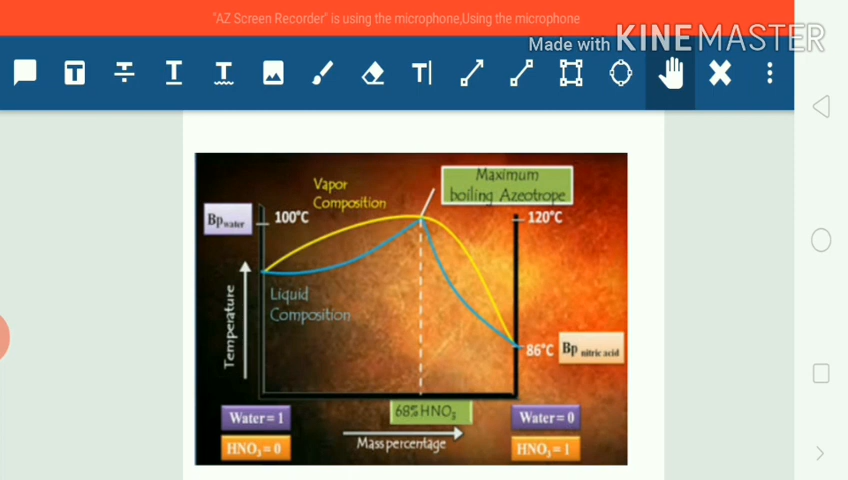 "AZ Screen Recorder" is using the microphone,Using the microphone
Made with KINEMASTER
T T T T T
Maximum
boiling Azeotrope
Vapor
Composition
Bp water
100°C
120°C
Liquid
Composition
Temperature
86°C
Bp nitric acid
68% HNO3
Water = 1
Water = 0
HNO3 = 0
Mass percentage
HNO3 = 1